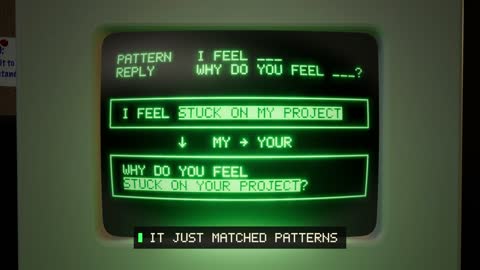 PATTERN I FEEL ___
REPLY WHY DO YOU FEEL ___?
I FEEL STUCK ON MY PROJECT
↓ MY → YOUR
WHY DO YOU FEEL
STUCK ON YOUR PROJECT?
IT JUST MATCHED PATTERNS